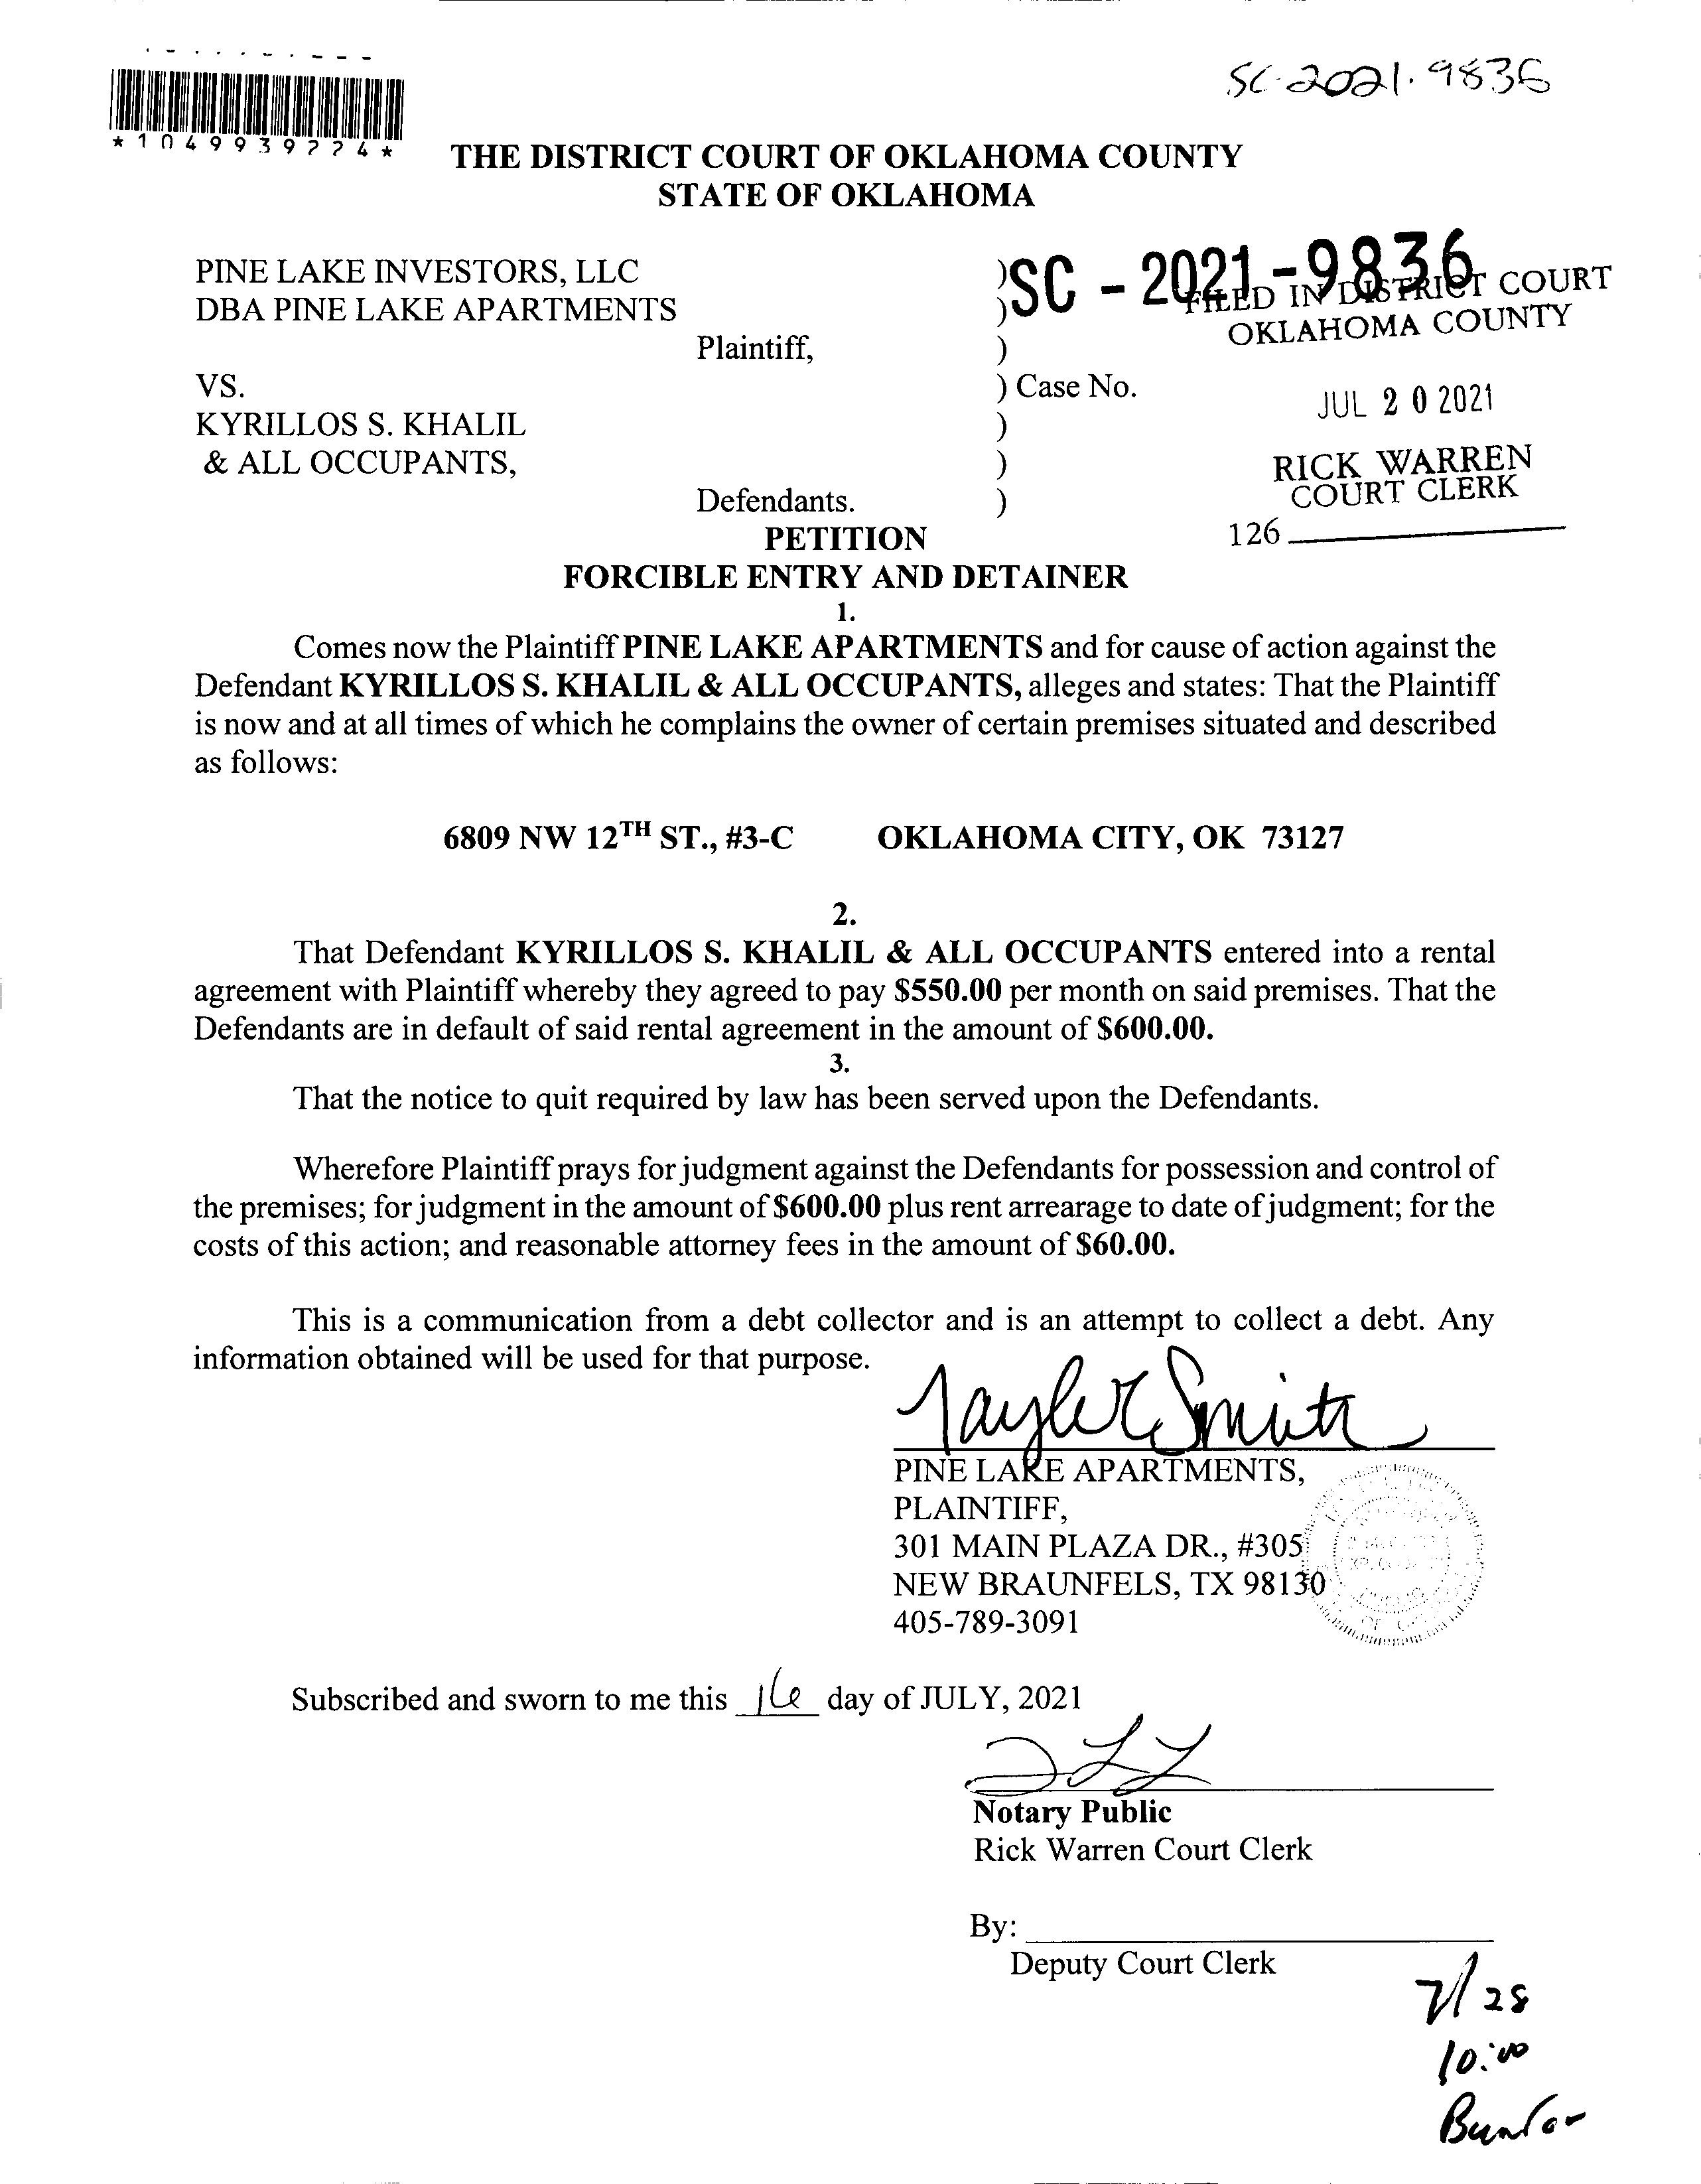 SC-2021-9836
*1049939224*
THE DISTRICT COURT OF OKLAHOMA COUNTY
STATE OF OKLAHOMA
PINE LAKE INVESTORS, LLC )
DBA PINE LAKE APARTMENTS )
Plaintiff, )
SC - 2021 - 9836
FILED IN DISTRICT COURT
OKLAHOMA COUNTY
VS. ) Case No.
KYRILLOS S. KHALIL )
& ALL OCCUPANTS, )
Defendants. )
JUL 20 2021
RICK WARREN
COURT CLERK
126
PETITION
FORCIBLE ENTRY AND DETAINER
1.
Comes now the Plaintiff PINE LAKE APARTMENTS and for cause of action against the
Defendant KYRILLOS S. KHALIL & ALL OCCUPANTS, alleges and states: That the Plaintiff
is now and at all times of which he complains the owner of certain premises situated and described
as follows:
6809 NW 12TH ST., #3-C OKLAHOMA CITY, OK 73127
2.
That Defendant KYRILLOS S. KHALIL & ALL OCCUPANTS entered into a rental
agreement with Plaintiff whereby they agreed to pay $550.00 per month on said premises. That the
Defendants are in default of said rental agreement in the amount of $600.00.
3.
That the notice to quit required by law has been served upon the Defendants.
Wherefore Plaintiff prays for judgment against the Defendants for possession and control of
the premises; for judgment in the amount of $600.00 plus rent arrearage to date of judgment; for the
costs of this action; and reasonable attorney fees in the amount of $60.00.
This is a communication from a debt collector and is an attempt to collect a debt. Any
information obtained will be used for that purpose.
Tayler Smith
PINE LAKE APARTMENTS,
PLAINTIFF,
301 MAIN PLAZA DR., #305
NEW BRAUNFELS, TX 98130
405-789-3091
Subscribed and sworn to me this 16 day of JULY, 2021
Notary Public
Rick Warren Court Clerk
By:
Deputy Court Clerk
7/28
10:00